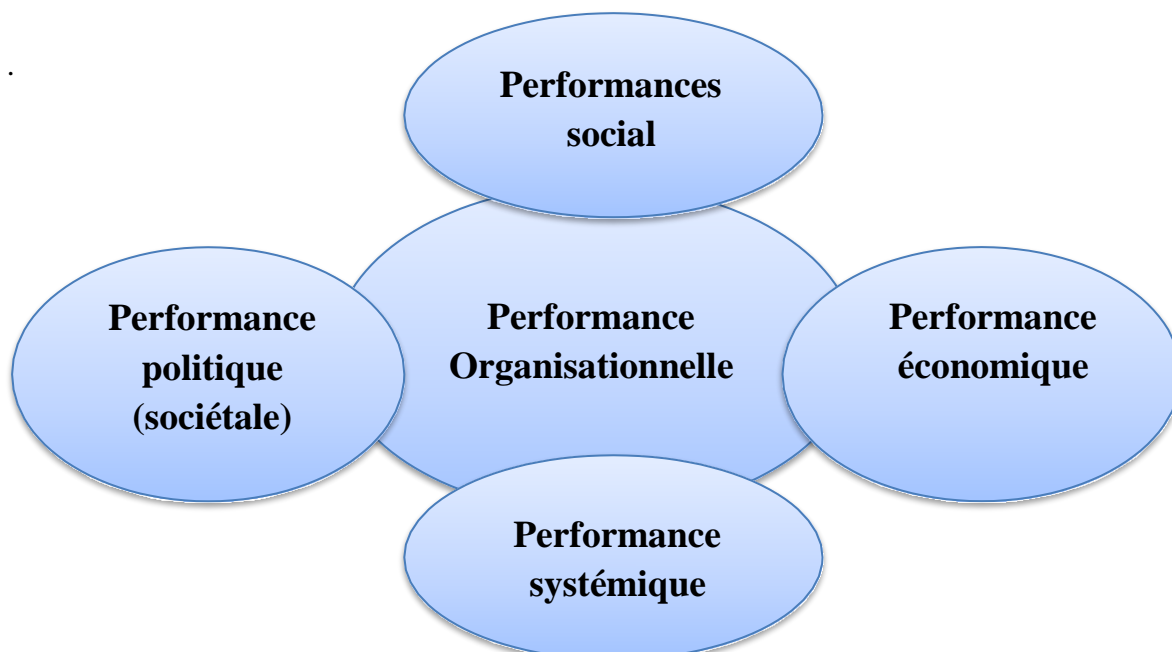 .
Performances
social
Performance
politique
(sociétale)
Performance
Organisationnelle
Performance
économique
Performance
systémique